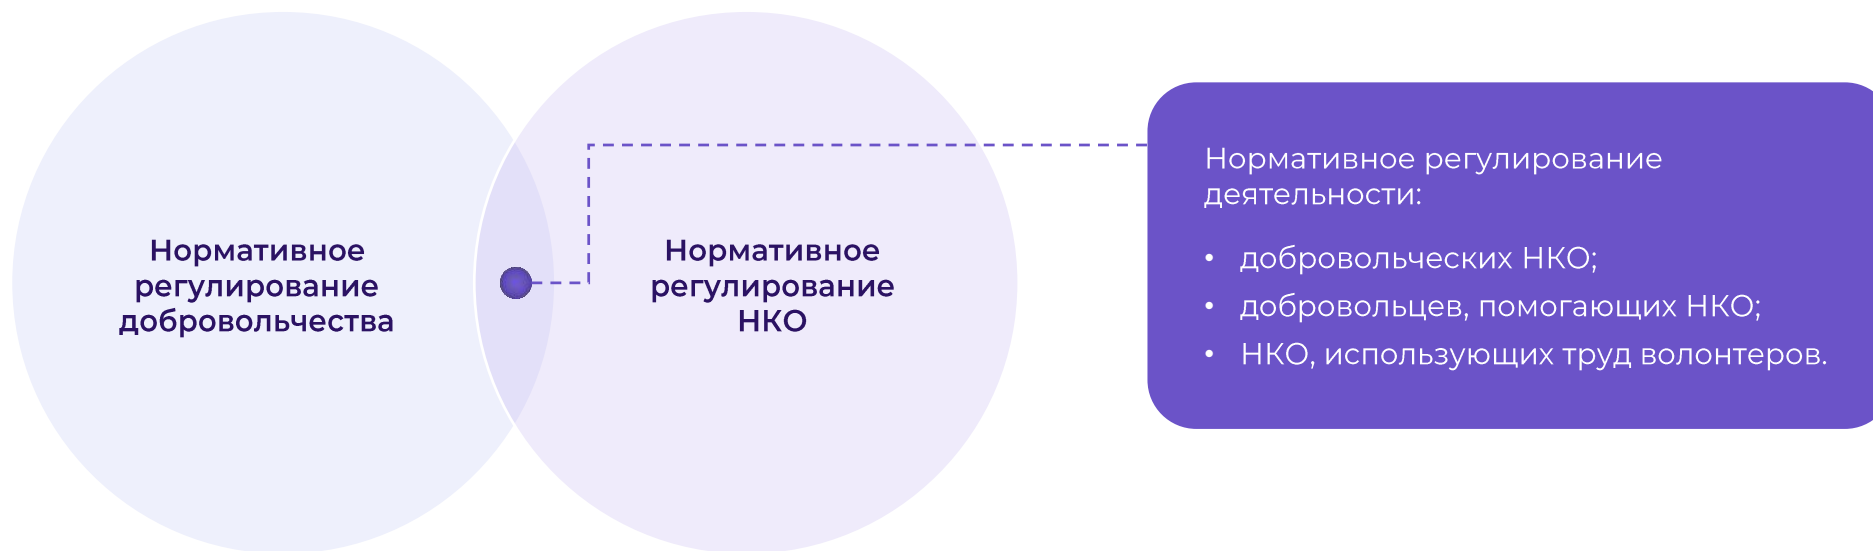 Нормативное
регулирование
добровольчества
Нормативное
регулирование
НКО
Нормативное регулирование
деятельности:
• добровольческих НКО;
• добровольцев, помогающих НКО;
• НКО, использующих труд волонтеров.